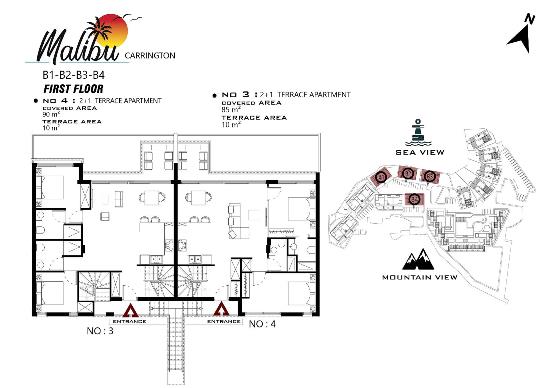 Malibu CARRINGTON
B1-B2-B3-B4
FIRST FLOOR
NO 4 : 2+1 TERRACE APARTMENT
COVERED AREA
90 m²
TERRACE AREA
10 m²
NO 3 : 2+1 TERRACE APARTMENT
COVERED AREA
85 m²
TERRACE AREA
10 m²
SEA VIEW
MOUNTAIN VIEW
ENTRANCE
ENTRANCE
NO : 3
NO : 4